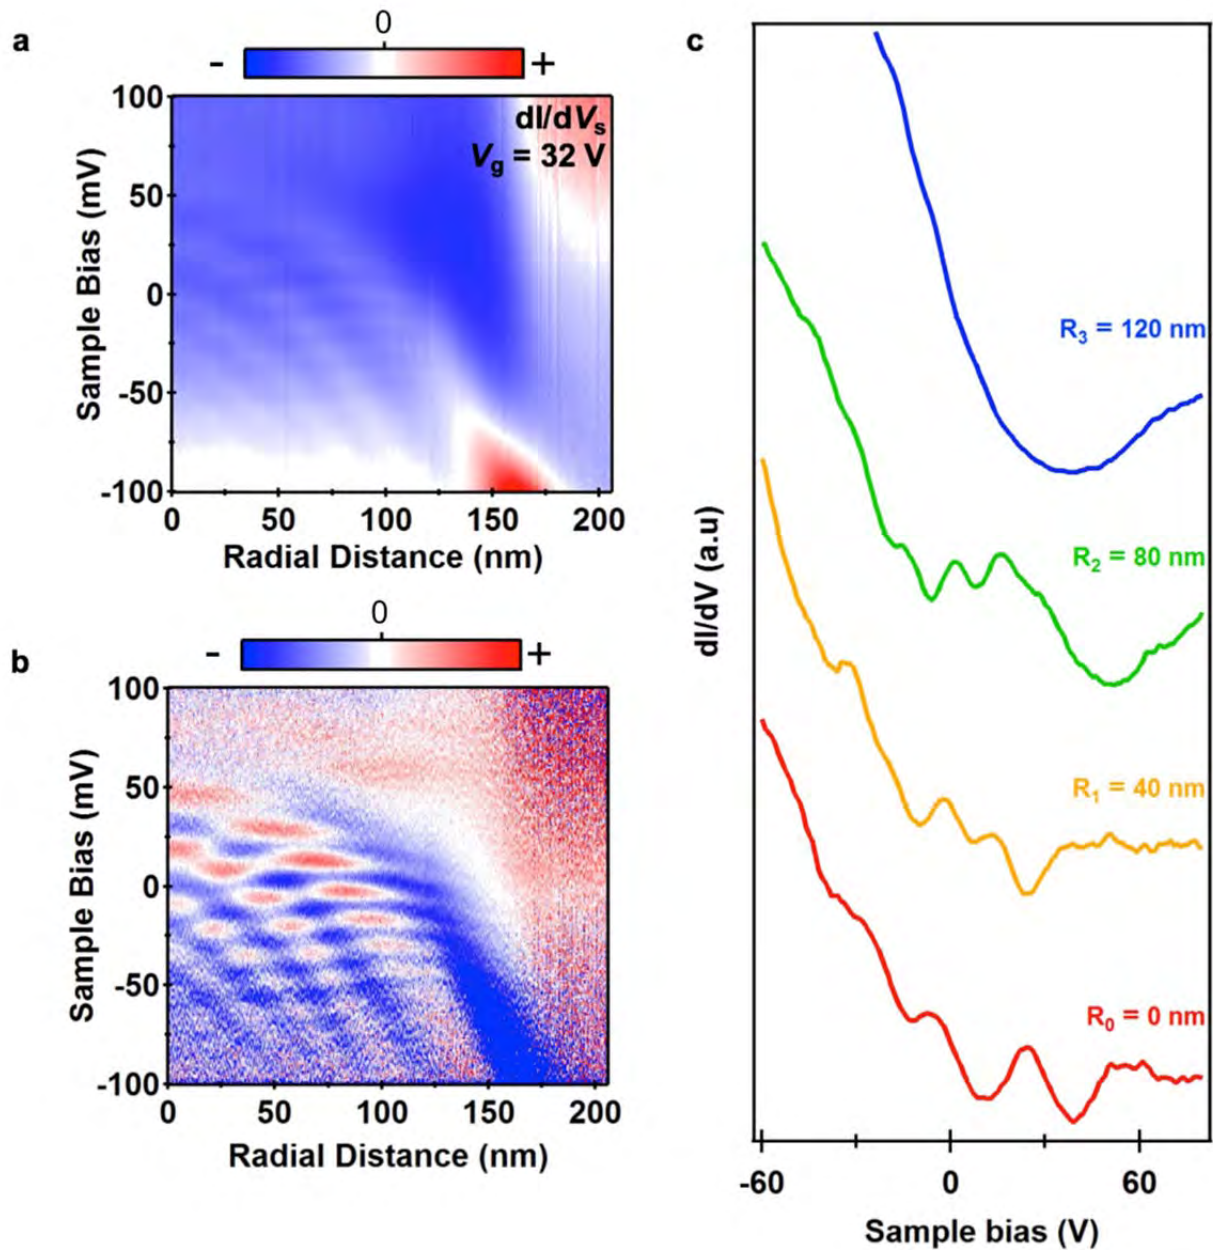 a
0
- +
dI/dVs
Vg = 32 V
100
50
0
-50
-100
Sample Bias (mV)
0 50 100 150 200
Radial Distance (nm)
b
0
- +
100
50
0
-50
-100
Sample Bias (mV)
0 50 100 150 200
Radial Distance (nm)
c
R3 = 120 nm
R2 = 80 nm
R1 = 40 nm
R0 = 0 nm
dI/dV (a.u)
-60 0 60
Sample bias (V)